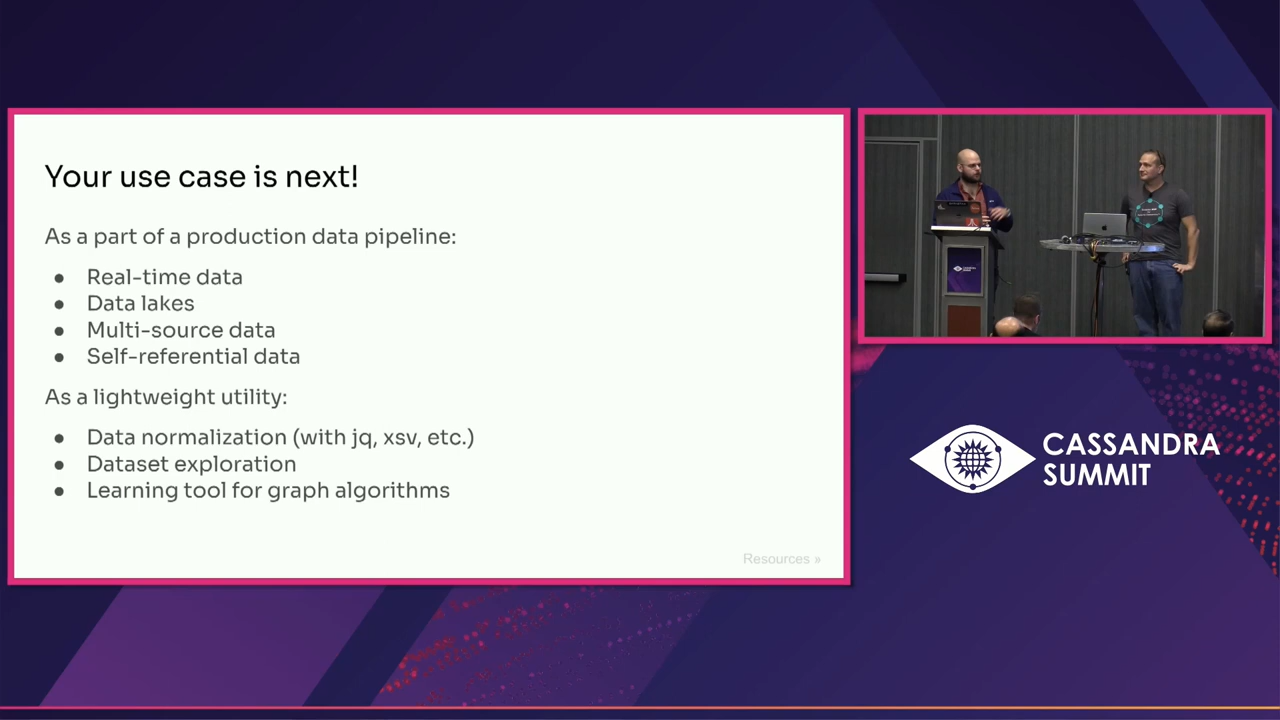 Your use case is next!
As a part of a production data pipeline:
● Real-time data
● Data lakes
● Multi-source data
● Self-referential data
As a lightweight utility:
● Data normalization (with jq, xsv, etc.)
● Dataset exploration
● Learning tool for graph algorithms
Resources »
CASSANDRA
SUMMIT